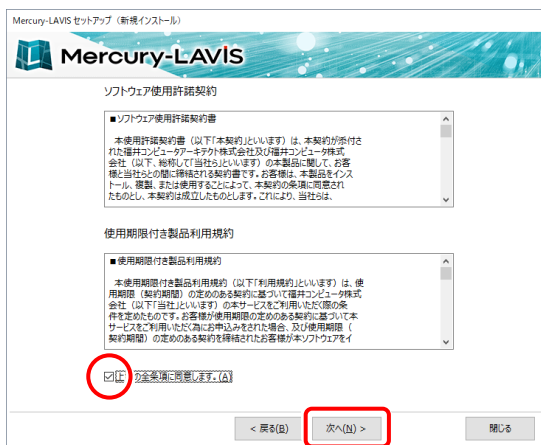 Mercury-LAVIS セットアップ（新規インストール）
Mercury-LAVIS
ソフトウェア使用許諾契約
■ソフトウェア使用許諾契約書
本使用許諾契約書（以下「本契約」といいます）は、本契約が添付さ
れた福井コンピュータアーキテクト株式会社及び福井コンピュータ株式
会社（以下、総称して「当社ら」といいます）の本製品に関して、お客
様と当社らとの間に締結される契約書です。お客様は、本製品をインス
トール、複製、または使用することによって、本契約の条項に同意され
たものとし、本契約は成立したものとします。これにより、当社らは、
使用期限付き製品利用規約
■使用期限付き製品利用規約
本使用期限付き製品利用規約（以下「利用規約」といいます）は、使
用期限（契約期間）の定めのある契約に基づいて福井コンピュータ株式
会社（以下「当社」といいます）の本サービスをご利用いただく際の条
件を定めたものです。お客様が使用期限の定めのある契約に基づいて本
サービスをご利用いただく為にお申込みをされた場合、及び使用期限（
契約期間）の定めのある契約を締結されたお客様が本ソフトウェアをイ
上 の全条項に同意します。(A)
< 戻る(B)
次へ(N) >
閉じる